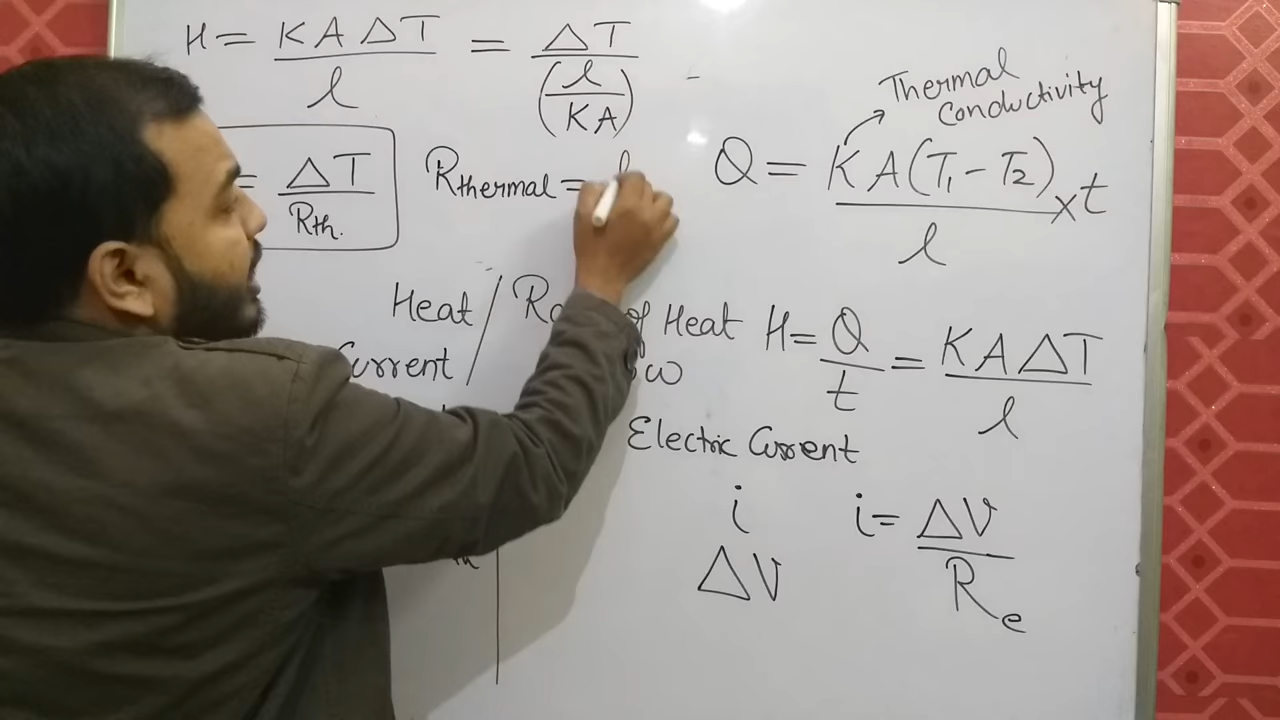 H = KAΔT / l = ΔT / (l / KA)
Thermal Conductivity
= ΔT / Rth.
Rthermal = l
Q = KA(T1 - T2) / l × t
Heat Current / of Heat
H = Q / t = KAΔT / l
Electric Current
i
i = ΔV / Re
ΔV